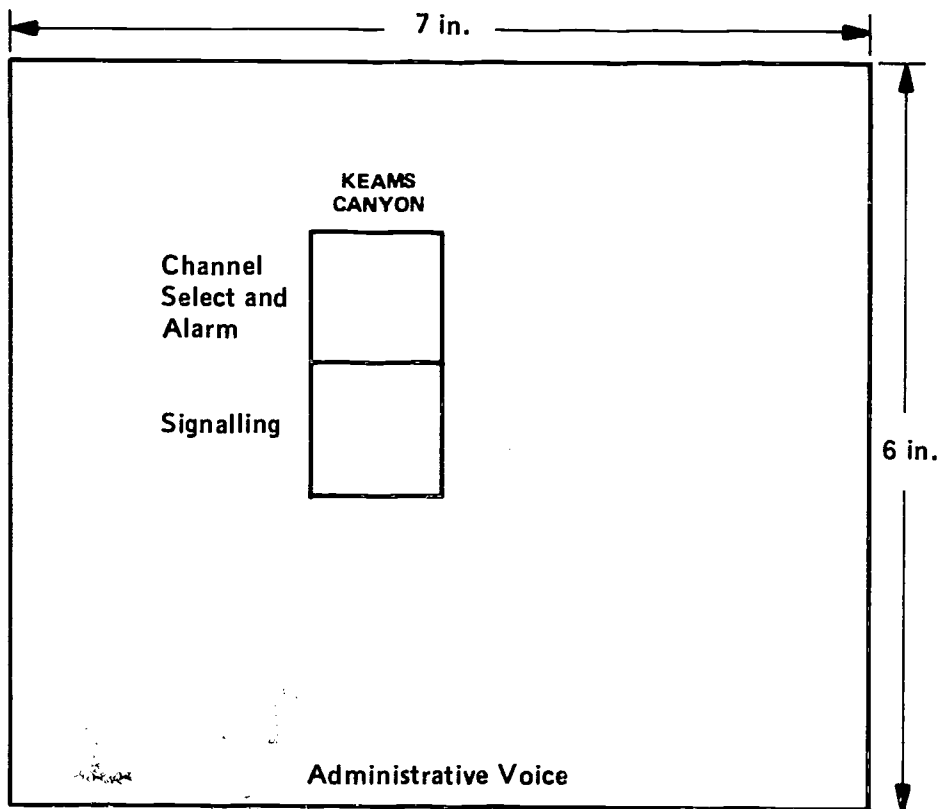 7 in.
KEAMS
CANYON
Channel
Select and
Alarm
Signalling
6 in.
Administrative Voice